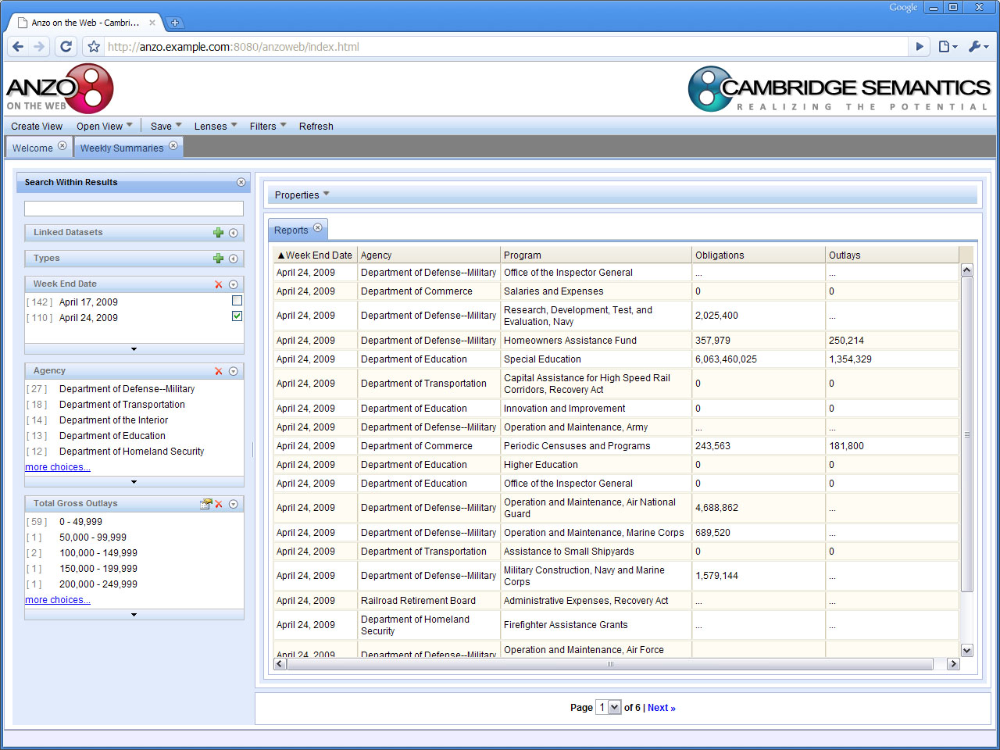 Google
Anzo on the Web - Cambri...
http://anzo.example.com:8080/anzoweb/index.html
ANZO
ON THE WEB
CAMBRIDGE SEMANTICS
REALIZING THE POTENTIAL
Create View Open View Save Lenses Filters Refresh
Welcome Weekly Summaries
Search Within Results
Linked Datasets
Types
Week End Date
[ 142 ] April 17, 2009
[ 110 ] April 24, 2009
Agency
[ 27 ] Department of Defense--Military
[ 18 ] Department of Transportation
[ 14 ] Department of the Interior
[ 13 ] Department of Education
[ 12 ] Department of Homeland Security
more choices...
Total Gross Outlays
[ 59 ] 0 - 49,999
[ 1 ] 50,000 - 99,999
[ 2 ] 100,000 - 149,999
[ 1 ] 150,000 - 199,999
[ 1 ] 200,000 - 249,999
more choices...
Properties
Reports
▲Week End Date Agency Program Obligations Outlays
April 24, 2009 Department of Defense--Military Office of the Inspector General ... ...
April 24, 2009 Department of Commerce Salaries and Expenses 0 0
April 24, 2009 Department of Defense--Military Research, Development, Test, and
Evaluation, Navy 2,025,400 ...
April 24, 2009 Department of Defense--Military Homeowners Assistance Fund 357,979 250,214
April 24, 2009 Department of Education Special Education 6,063,460,025 1,354,329
April 24, 2009 Department of Transportation Capital Assistance for High Speed Rail
Corridors, Recovery Act 0 0
April 24, 2009 Department of Education Innovation and Improvement 0 0
April 24, 2009 Department of Defense--Military Operation and Maintenance, Army ... ...
April 24, 2009 Department of Commerce Periodic Censuses and Programs 243,563 181,800
April 24, 2009 Department of Education Higher Education 0 0
April 24, 2009 Department of Education Office of the Inspector General 0 0
April 24, 2009 Department of Defense--Military Operation and Maintenance, Air National
Guard 4,688,862 ...
April 24, 2009 Department of Defense--Military Operation and Maintenance, Marine Corps 689,520 ...
April 24, 2009 Department of Transportation Assistance to Small Shipyards 0 0
April 24, 2009 Department of Defense--Military Military Construction, Navy and Marine
Corps 1,579,144 ...
April 24, 2009 Railroad Retirement Board Administrative Expenses, Recovery Act ... ...
April 24, 2009 Department of Homeland
Security Firefighter Assistance Grants ... ...
April 24, 2009 Department of Defense--Military Operation and Maintenance, Air Force
Page 1 of 6 | Next »